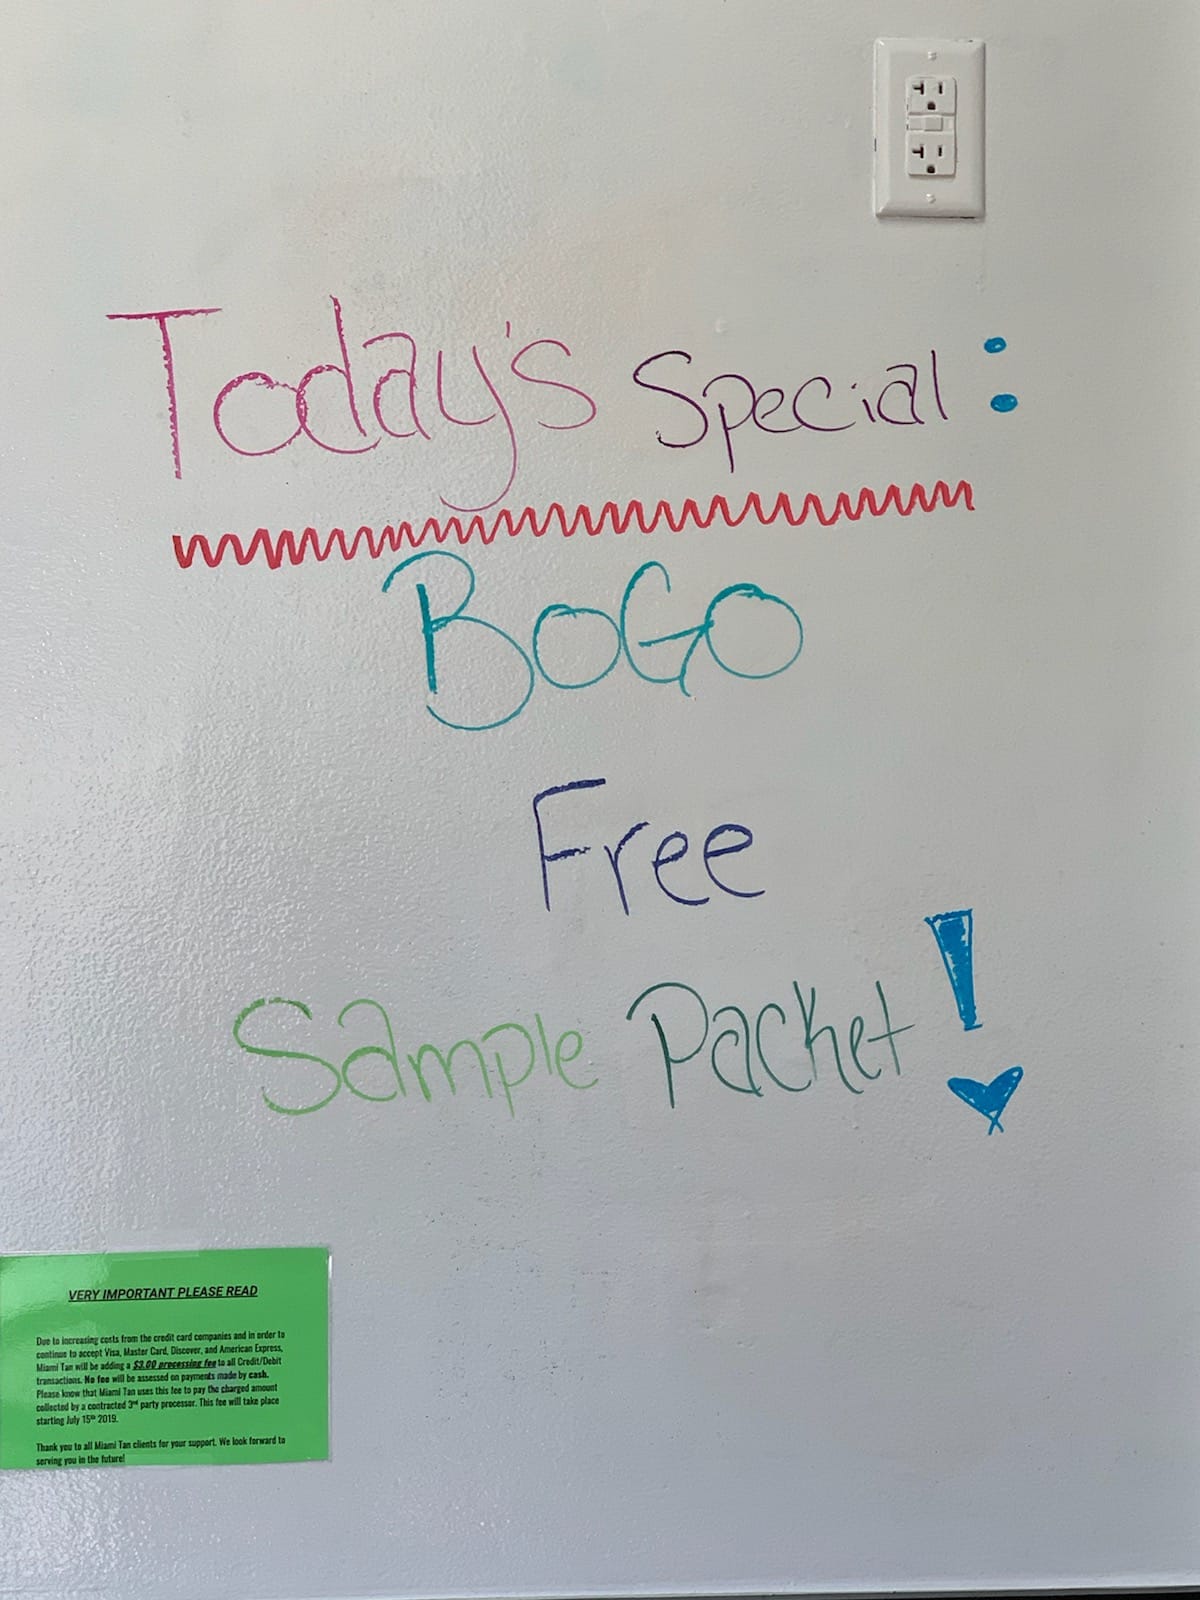 Today's Special:
BOGO
Free
Sample Packet!
VERY IMPORTANT PLEASE READ
Due to increasing costs from the credit card companies and in order to
continue to accept Visa, Master Card, Discover, and American Express,
Miami Tan will be adding a $3.00 processing fee to all Credit/Debit
transactions. No fee will be assessed on payments made by cash.
Please know that Miami Tan uses this fee to pay the charged amount
collected by a contracted 3rd party processor. This fee will take place
starting July 15th 2019.
Thank you to all Miami Tan clients for your support. We look forward to
serving you in the future!